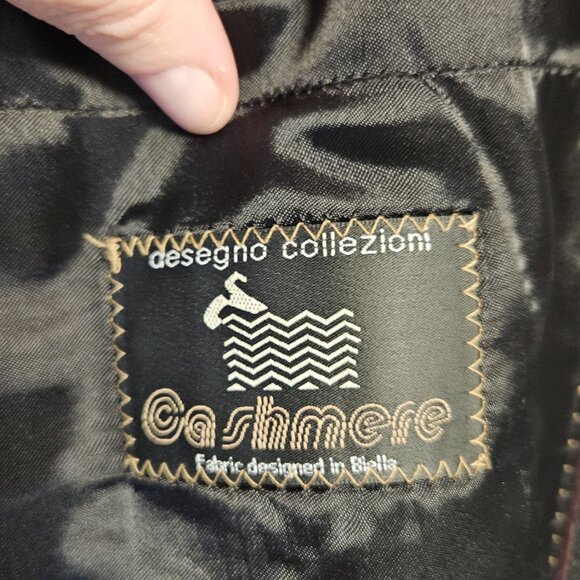 desegno collezioni
Cashmere
Fabric designed in Biella